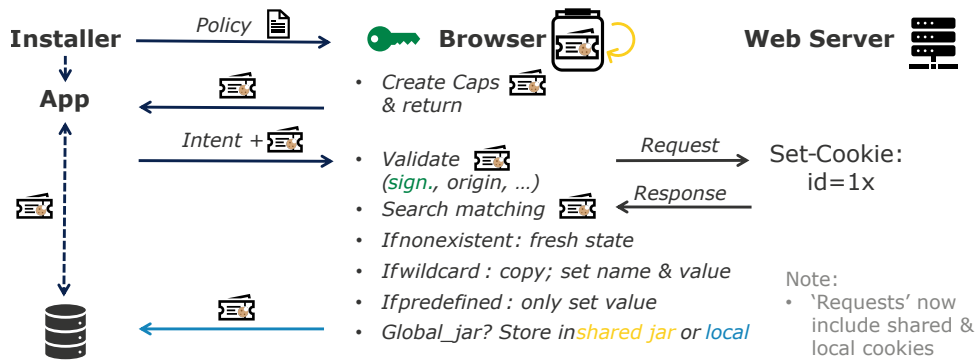 Installer
Policy
Browser
Web Server
App
• Create Caps
& return
Intent +
• Validate
(sign., origin, ...)
Request
Set-Cookie:
id=1x
• Search matching
Response
• Ifnonexistent: fresh state
• Ifwildcard : copy; set name & value
• Ifpredefined : only set value
• Global_jar? Store in shared jar or local
Note:
• ‘Requests’ now
include shared &
local cookies